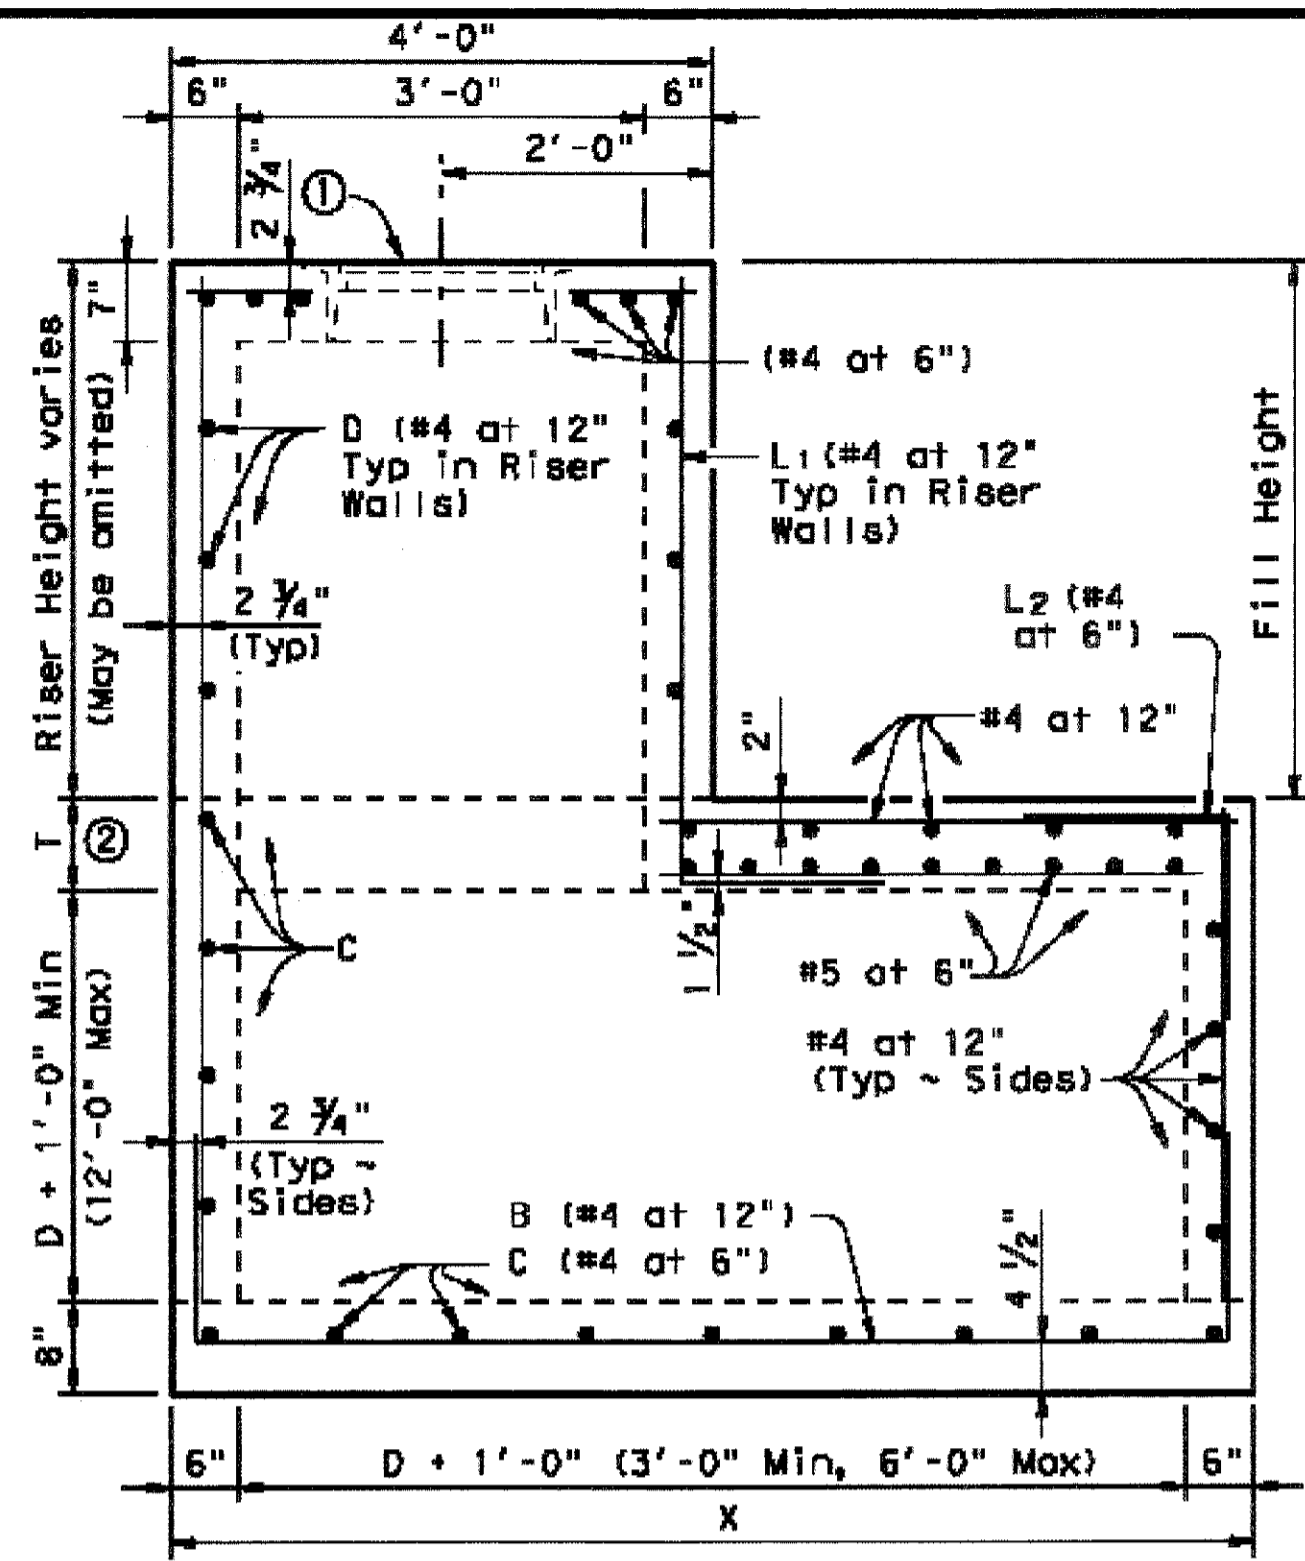 4'-0"
6"
3'-0"
6"
2'-0"
2 3/4"
①
7"
Riser Height varies
(May be omitted)
(#4 at 6")
D (#4 at 12"
Typ in Riser
Walls)
L1 (#4 at 12"
Typ in Riser
Walls)
Fill Height
2 3/4"
(Typ)
L2 (#4
at 6")
#4 at 12"
2"
T
②
C
1 1/2"
#5 at 6"
#4 at 12"
(Typ ~ Sides)
D + 1'-0" Min
(12'-0" Max)
2 3/4"
(Typ ~
Sides)
B (#4 at 12")
C (#4 at 6")
4 1/2"
8"
6"
D + 1'-0" (3'-0" Min, 6'-0" Max)
6"
X